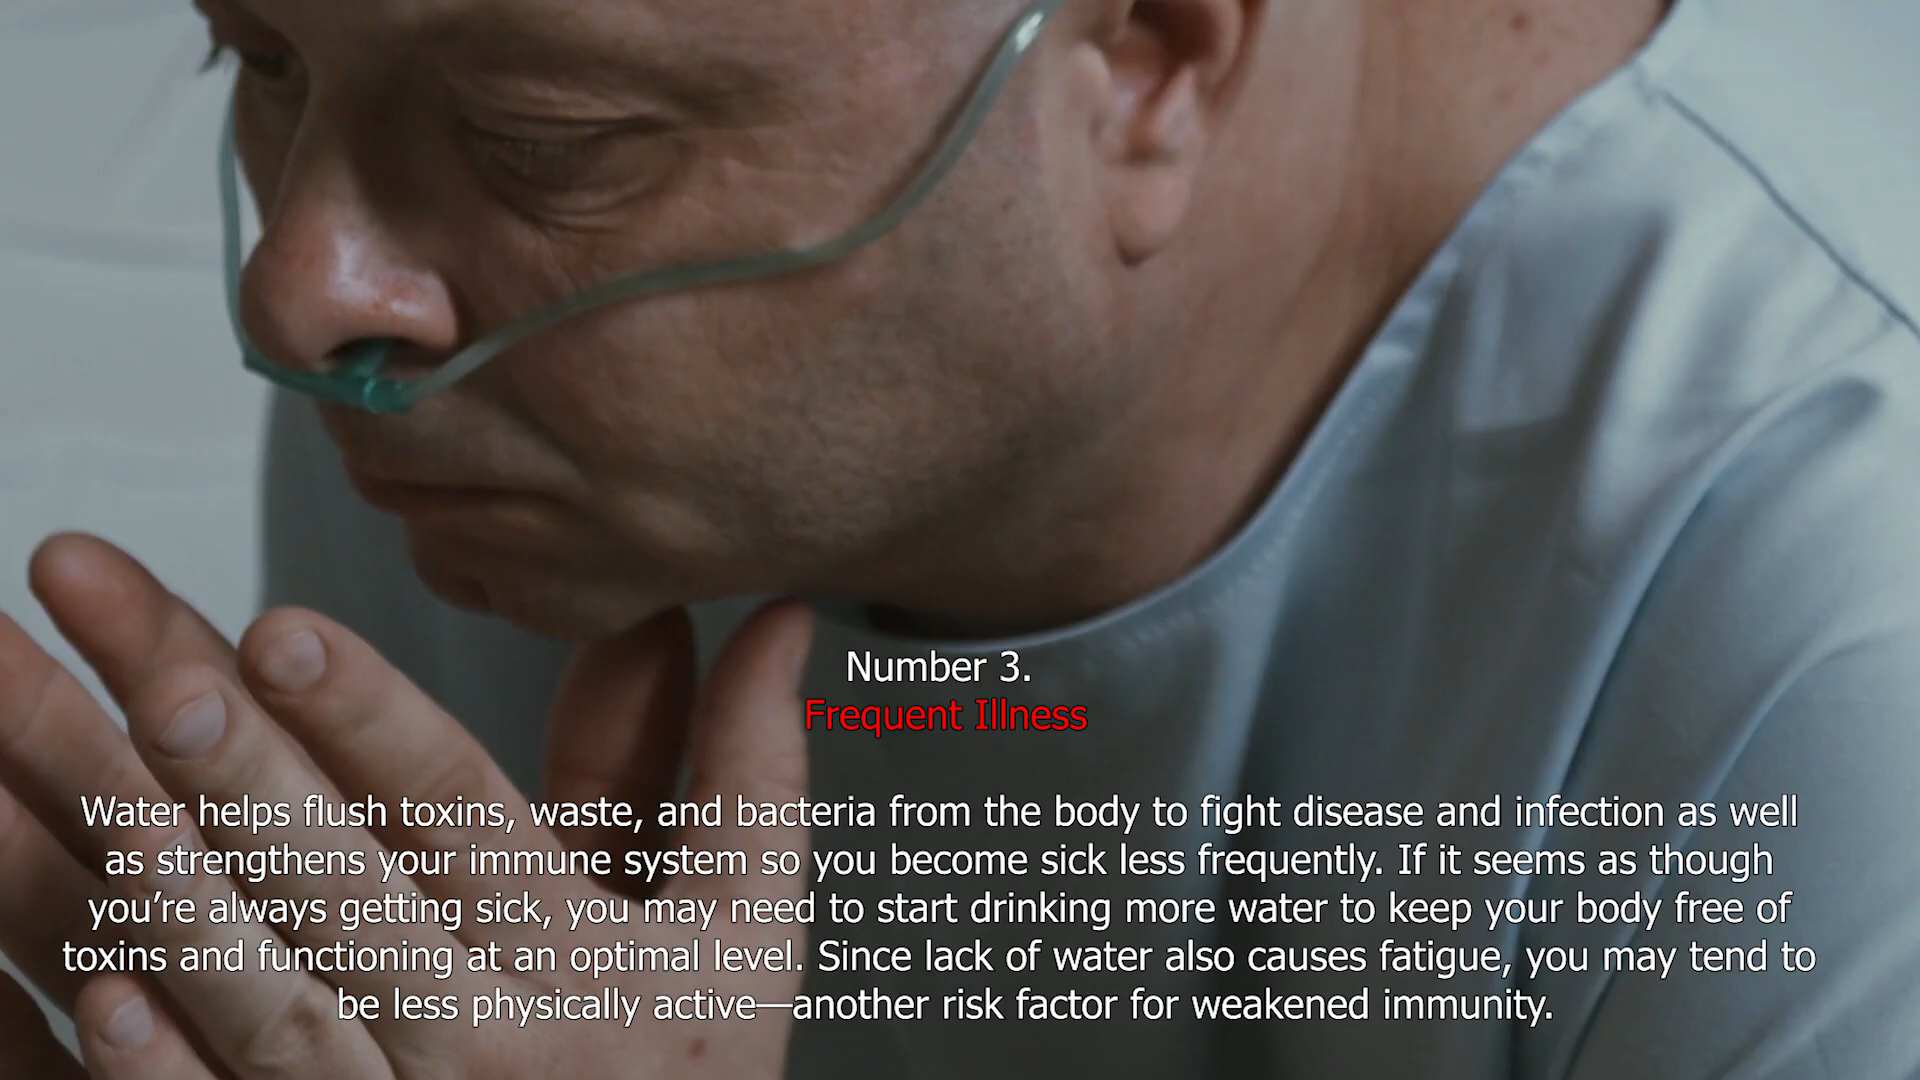 Number 3.
Frequent Illness
Water helps flush toxins, waste, and bacteria from the body to fight disease and infection as well
as strengthens your immune system so you become sick less frequently. If it seems as though
you’re always getting sick, you may need to start drinking more water to keep your body free of
toxins and functioning at an optimal level. Since lack of water also causes fatigue, you may tend to
be less physically active—another risk factor for weakened immunity.